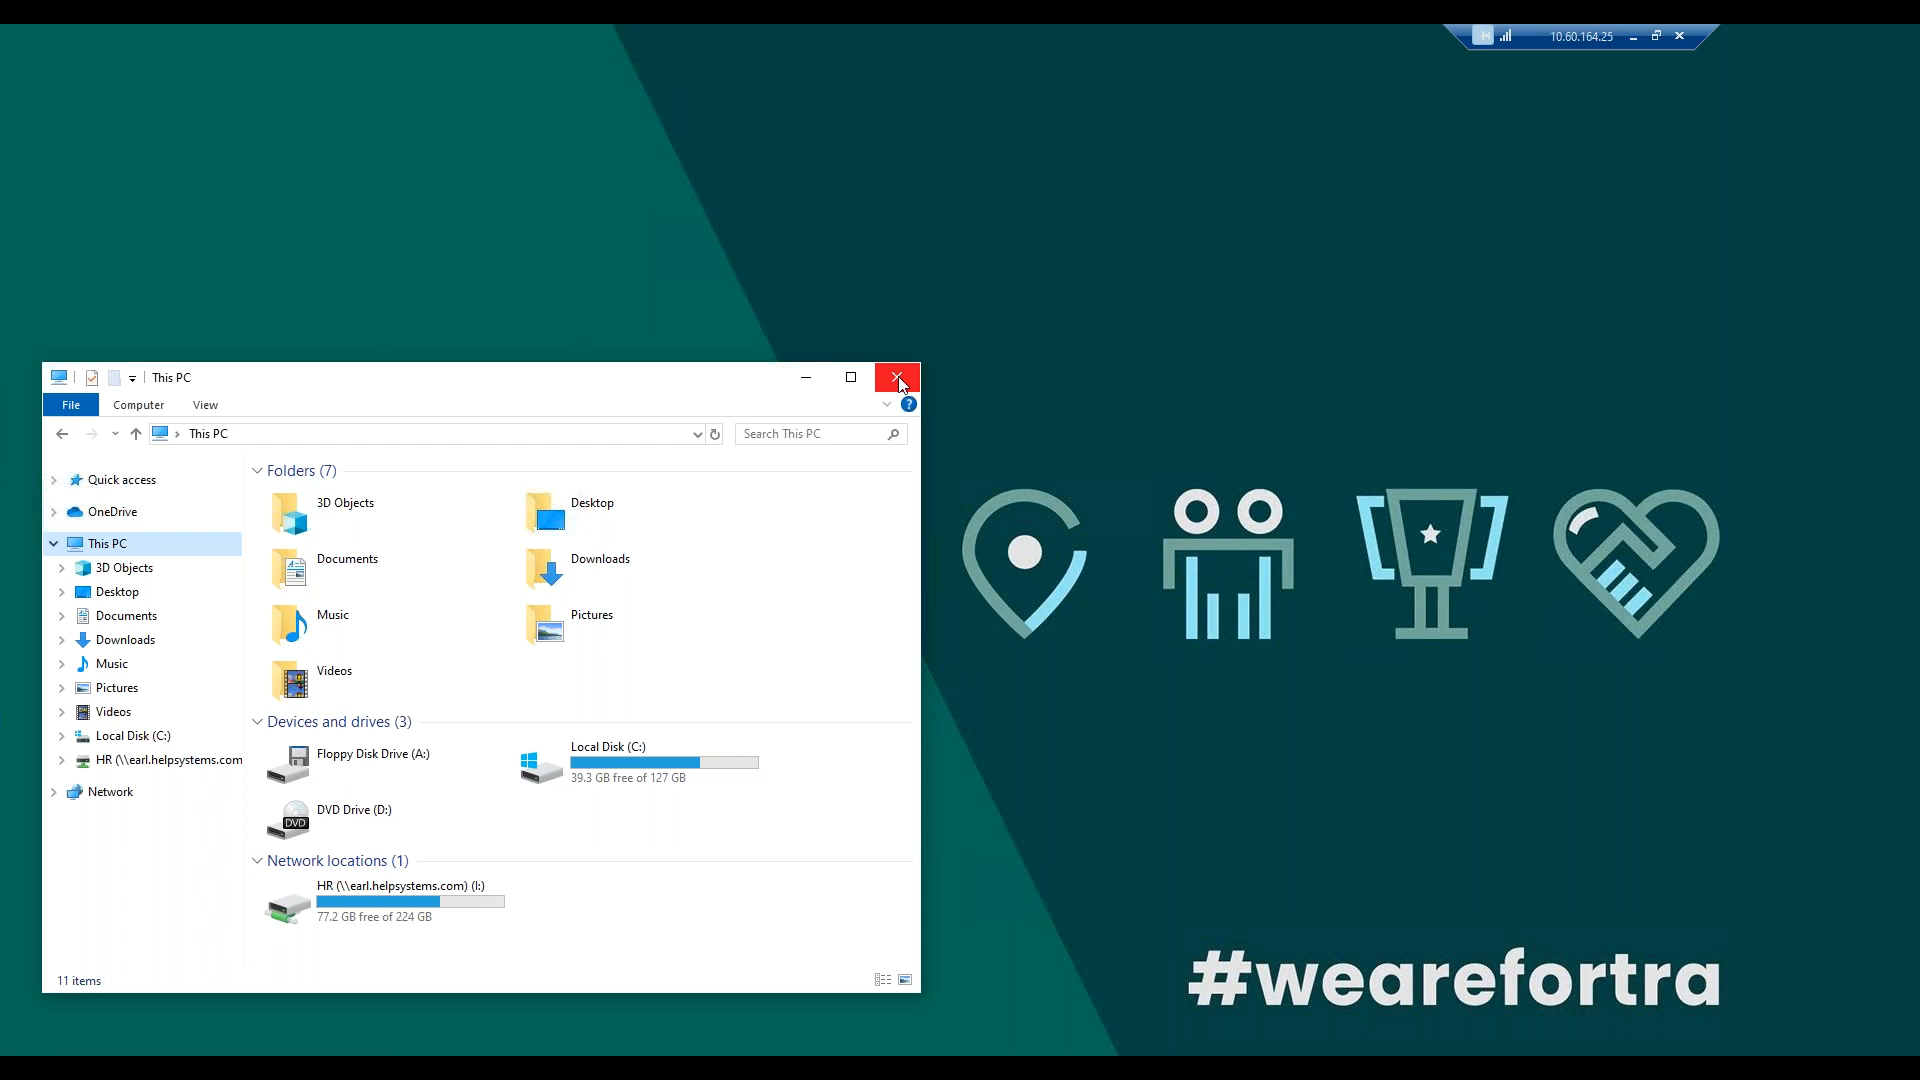 10.60.164.25
This PC
File
Computer
View
This PC
Search This PC
Quick access
OneDrive
This PC
3D Objects
Desktop
Documents
Downloads
Music
Pictures
Videos
Local Disk (C:)
HR (\\earl.helpsystems.com
Network
Folders (7)
3D Objects
Desktop
Documents
Downloads
Music
Pictures
Videos
Devices and drives (3)
Floppy Disk Drive (A:)
Local Disk (C:)
39.3 GB free of 127 GB
DVD
DVD Drive (D:)
Network locations (1)
HR (\\earl.helpsystems.com) (I:)
77.2 GB free of 224 GB
11 items
#wearefortra